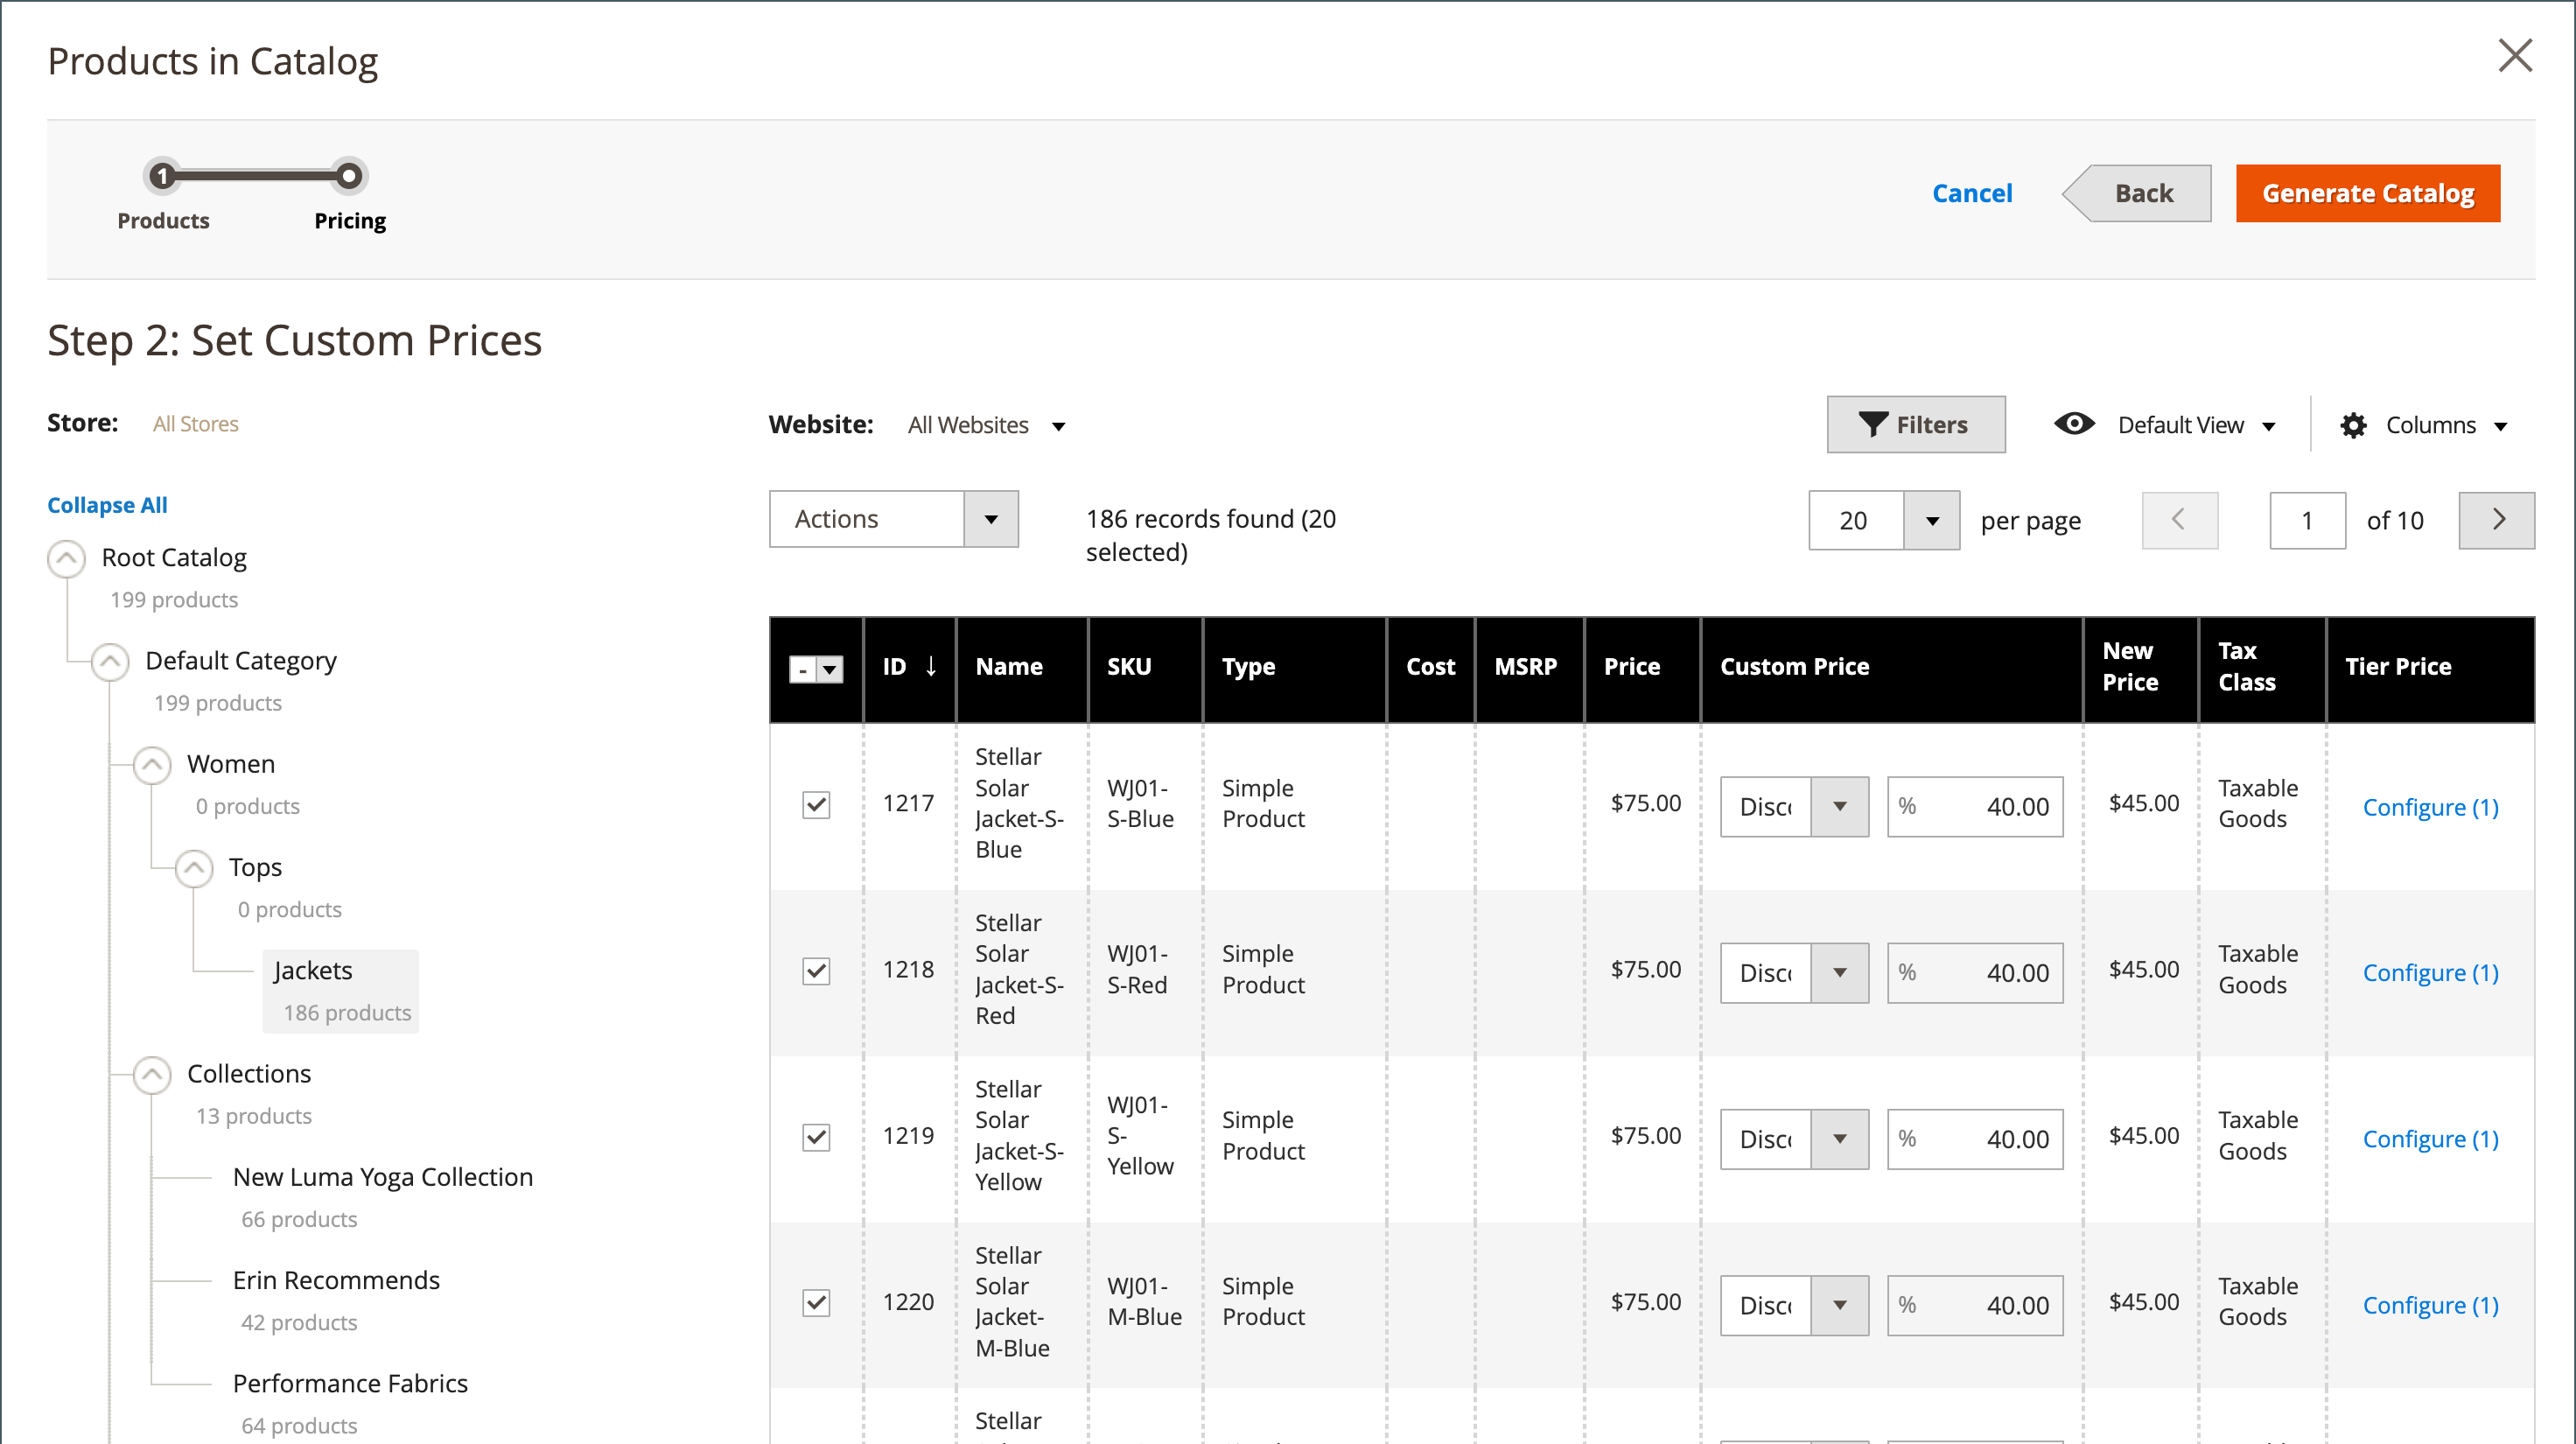 Products in Catalog
1
Products
Pricing
Cancel
Back
Generate Catalog
Step 2: Set Custom Prices
Store: All Stores
Website: All Websites
Filters
Default View
Columns
Collapse All
Root Catalog
199 products
Default Category
199 products
Women
0 products
Tops
0 products
Jackets
186 products
Collections
13 products
New Luma Yoga Collection
66 products
Erin Recommends
42 products
Performance Fabrics
64 products
Actions
186 records found (20
selected)
20
per page
1
of 10
-
ID ↓
Name
SKU
Type
Cost
MSRP
Price
Custom Price
New
Price
Tax
Class
Tier Price
1217
Stellar
Solar
Jacket-S-
Blue
WJ01-
S-Blue
Simple
Product
$75.00
Disc
% 40.00
$45.00
Taxable
Goods
Configure (1)
1218
Stellar
Solar
Jacket-S-
Red
WJ01-
S-Red
Simple
Product
$75.00
Disc
% 40.00
$45.00
Taxable
Goods
Configure (1)
1219
Stellar
Solar
Jacket-S-
Yellow
WJ01-
S-
Yellow
Simple
Product
$75.00
Disc
% 40.00
$45.00
Taxable
Goods
Configure (1)
1220
Stellar
Solar
Jacket-
M-Blue
WJ01-
M-Blue
Simple
Product
$75.00
Disc
% 40.00
$45.00
Taxable
Goods
Configure (1)
Stellar